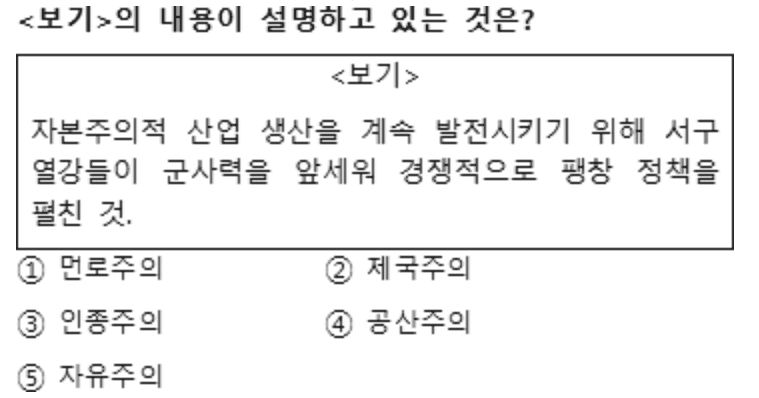 <보기>의 내용이 설명하고 있는 것은?
<보기>
자본주의적 산업 생산을 계속 발전시키기 위해 서구
열강들이 군사력을 앞세워 경쟁적으로 팽창 정책을
펼친 것.
① 먼로주의 ② 제국주의
③ 인종주의 ④ 공산주의
⑤ 자유주의